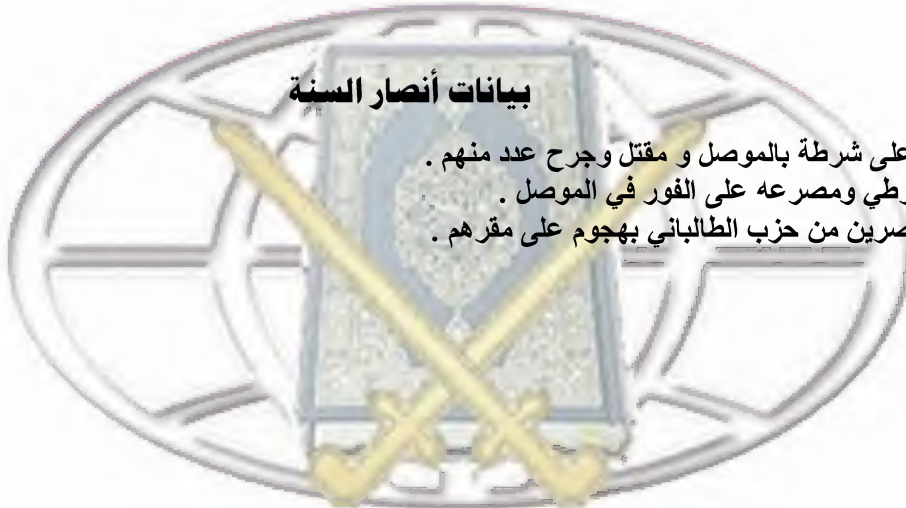 بيانات أنصار السنة
على شرطة بالموصل و مقتل وجرح عدد منهم .
ومصرعه على الفور في الموصل .
من حزب الطالباني بهجوم على مقرهم .